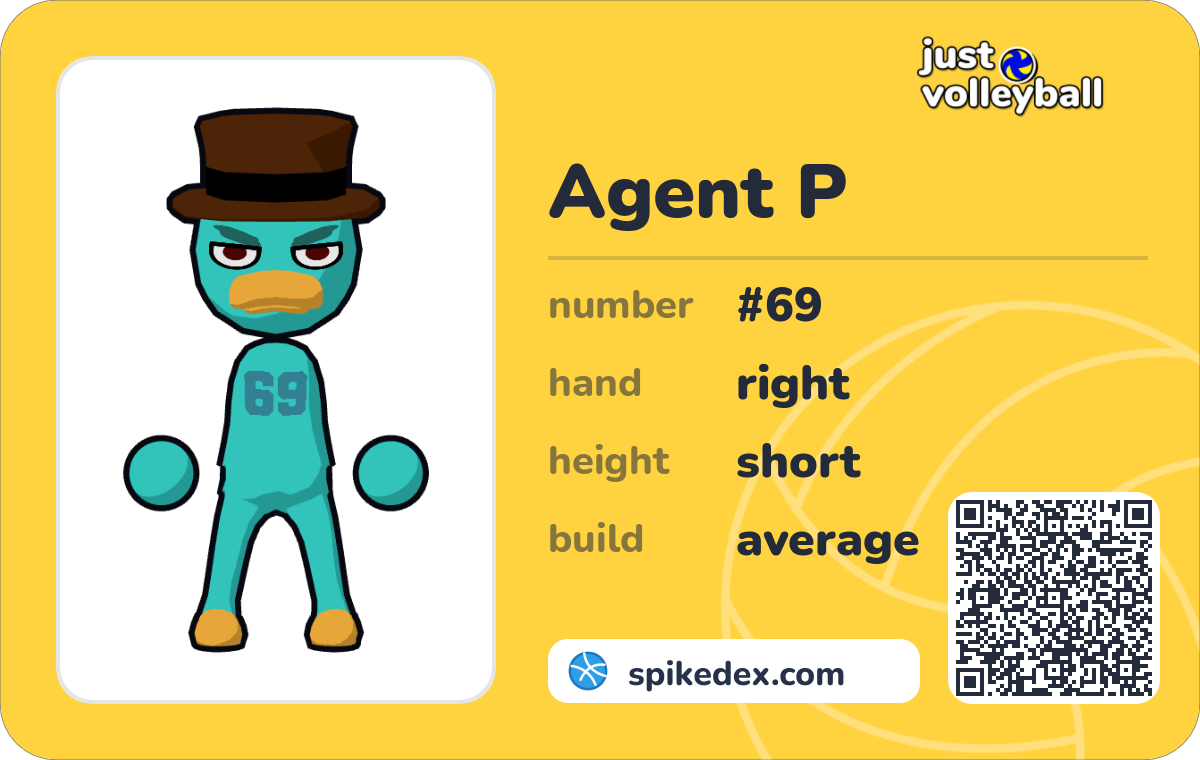 just
volleyball
Agent P
number #69
hand right
height short
build average
69
spikedex.com